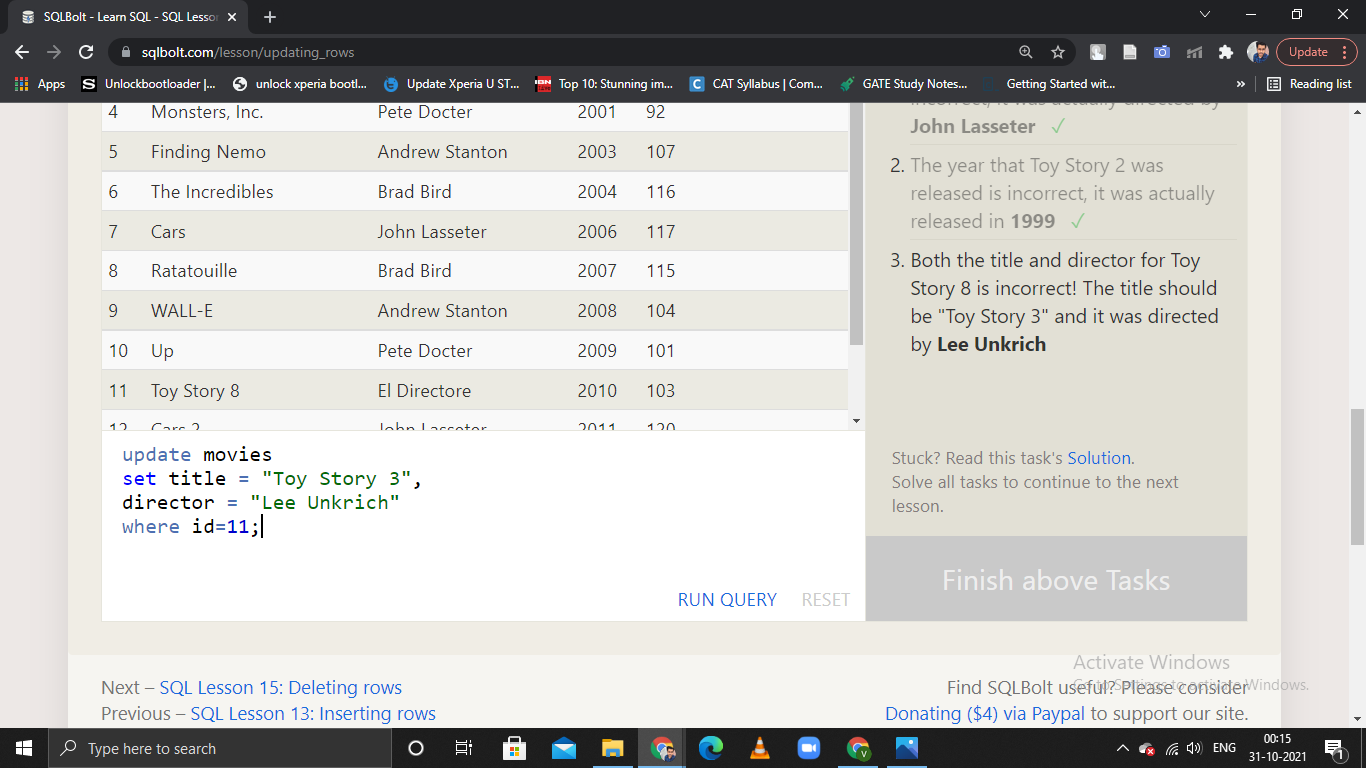 SQLBolt - Learn SQL - SQL Lesson
sqlbolt.com/lesson/updating_rows
Update
Apps
Unlockbootloader |...
unlock xperia bootl...
Update Xperia U ST...
Top 10: Stunning im...
CAT Syllabus | Com...
GATE Study Notes...
Getting Started wit...
»
Reading list
4 Monsters, Inc. Pete Docter 2001 92
5 Finding Nemo Andrew Stanton 2003 107
6 The Incredibles Brad Bird 2004 116
7 Cars John Lasseter 2006 117
8 Ratatouille Brad Bird 2007 115
9 WALL-E Andrew Stanton 2008 104
10 Up Pete Docter 2009 101
11 Toy Story 8 El Directore 2010 103
12 Cars 2 John Lasseter 2011 120
incorrect, it was actually directed by
John Lasseter ✓
2. The year that Toy Story 2 was
released is incorrect, it was actually
released in 1999 ✓
3. Both the title and director for Toy
Story 8 is incorrect! The title should
be "Toy Story 3" and it was directed
by Lee Unkrich
update movies
set title = "Toy Story 3",
director = "Lee Unkrich"
where id=11;
RUN QUERY RESET
Stuck? Read this task's Solution.
Solve all tasks to continue to the next
lesson.
Finish above Tasks
Next – SQL Lesson 15: Deleting rows
Previous – SQL Lesson 13: Inserting rows
Find SQLBolt useful? Please consider
Donating ($4) via Paypal to support our site.
Activate Windows
Go to Settings to activate Windows.
Type here to search
ENG
00:15
31-10-2021
1